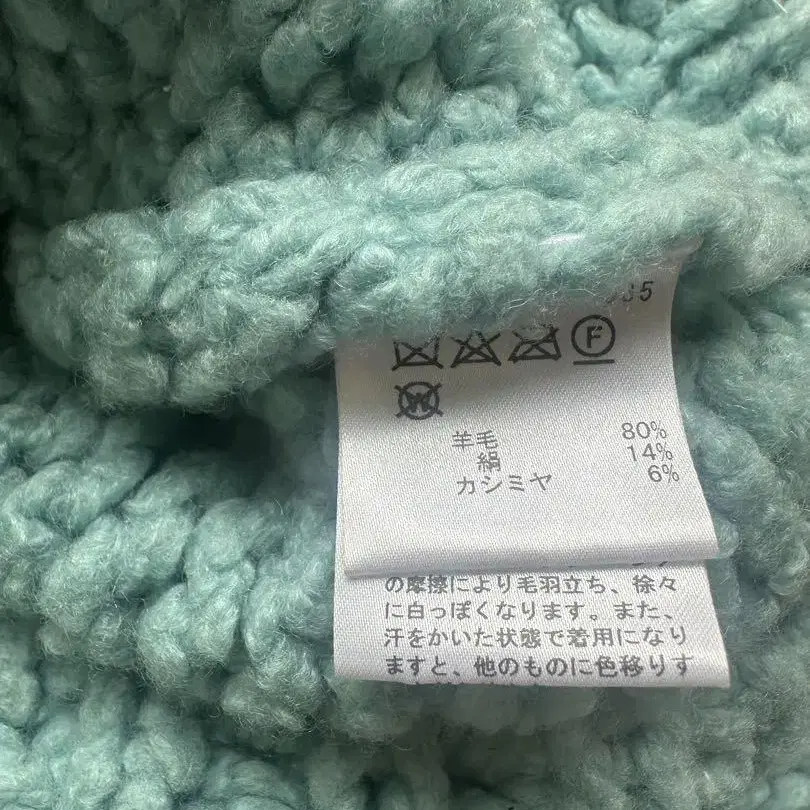 F
W
羊毛 80%
絹 14%
カシミヤ 6%
の摩擦により毛羽立ち、徐々
に白っぽくなります。また、
汗をかいた状態で着用になり
ますと、他のものに色移りす